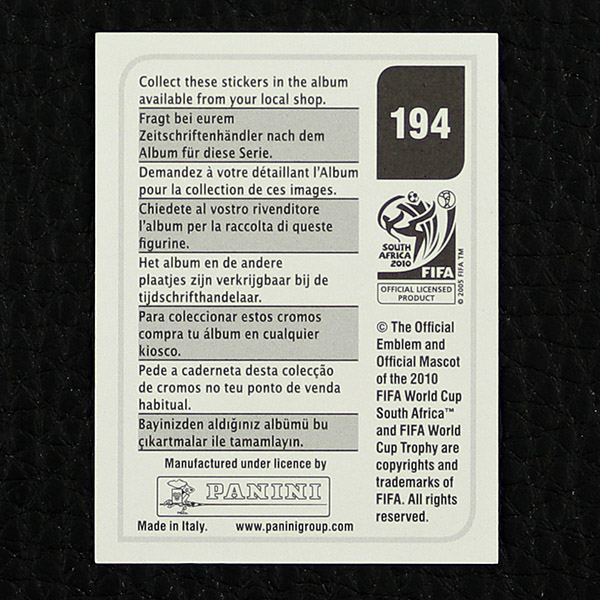 Collect these stickers in the album
available from your local shop.
Fragt bei eurem
Zeitschriftenhändler nach dem
Album für diese Serie.
Demandez à votre détaillant l'Album
pour la collection de ces images.
Chiedete al vostro rivenditore
l'album per la raccolta di queste
figurine.
Het album en de andere
plaatjes zijn verkrijgbaar bij de
tijdschrifthandelaar.
Para coleccionar estos cromos
compra tu álbum en cualquier
kiosco.
Pede a caderneta desta colecção
de cromos no teu ponto de venda
habitual.
Bayinizden aldığınız albümü bu
çıkartmalar ile tamamlayın.
Manufactured under licence by
PANINI
Made in Italy. www.paninigroup.com
194
SOUTH
AFRICA
2010
FIFA
© 2005 FIFA TM
OFFICIAL LICENSED
PRODUCT
© The Official
Emblem and
Official Mascot
of the 2010
FIFA World Cup
South Africa™
and FIFA World
Cup Trophy are
copyrights and
trademarks of
FIFA. All rights
reserved.